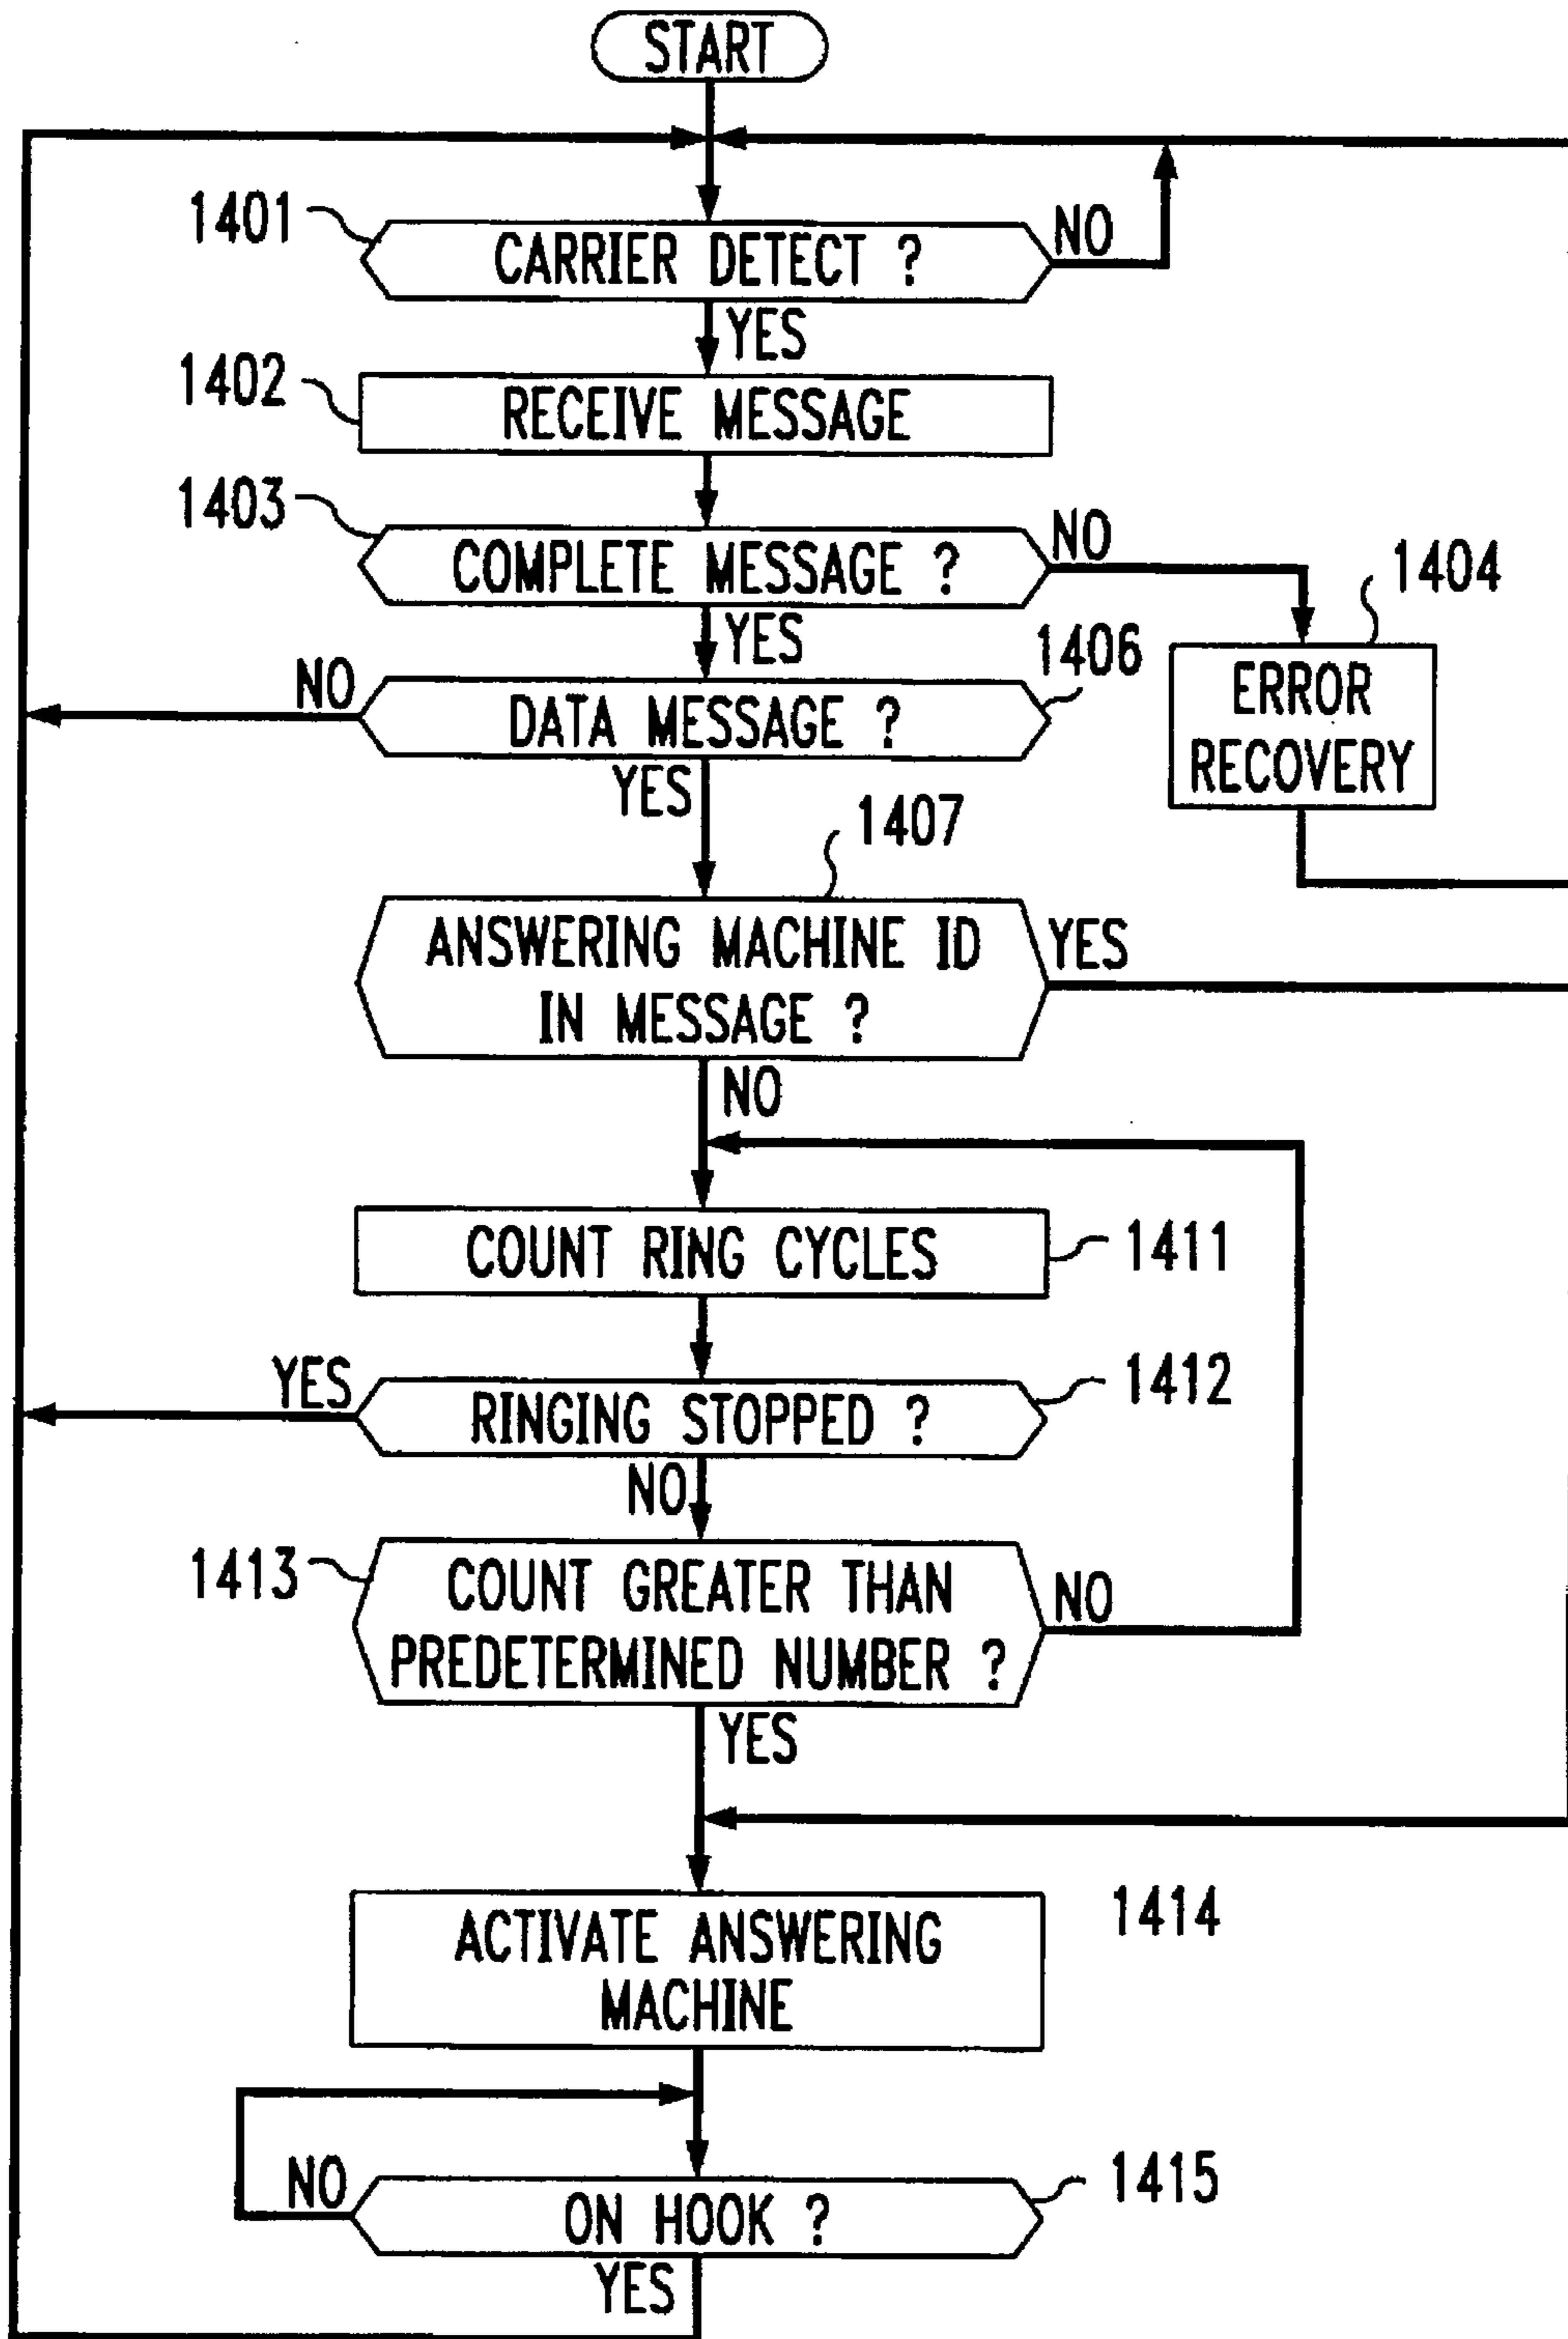 START
1401
CARRIER DETECT ?
NO
YES
1402
RECEIVE MESSAGE
1403
COMPLETE MESSAGE ?
NO
1404
YES
1406
NO
DATA MESSAGE ?
ERROR
RECOVERY
YES
1407
ANSWERING MACHINE ID
IN MESSAGE ?
YES
NO
COUNT RING CYCLES
1411
YES
RINGING STOPPED ?
1412
NO
1413
COUNT GREATER THAN
PREDETERMINED NUMBER ?
NO
YES
ACTIVATE ANSWERING
MACHINE
1414
NO
ON HOOK ?
1415
YES